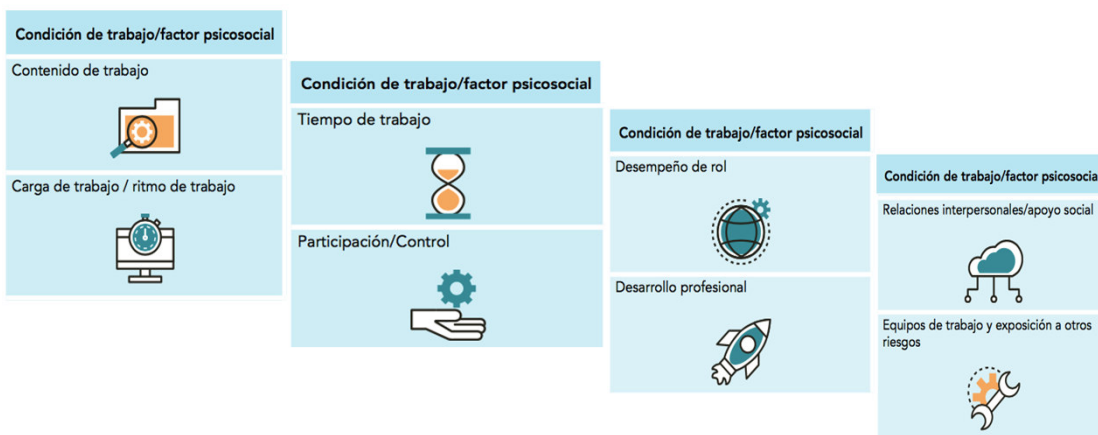 Condición de trabajo/factor psicosocial
Contenido de trabajo
Carga de trabajo / ritmo de trabajo
Condición de trabajo/factor psicosocial
Tiempo de trabajo
Participación/Control
Condición de trabajo/factor psicosocial
Desempeño de rol
Desarrollo profesional
Condición de trabajo/factor psicosocia
Relaciones interpersonales/apoyo social
Equipos de trabajo y exposición a otros
riesgos